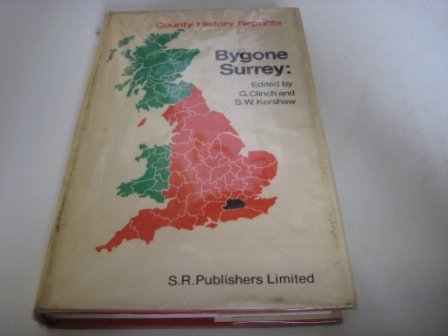 County History Reprints
Bygone
Surrey:
Edited by
G.Clinch and
S.W.Kershaw
S.R.Publishers Limited